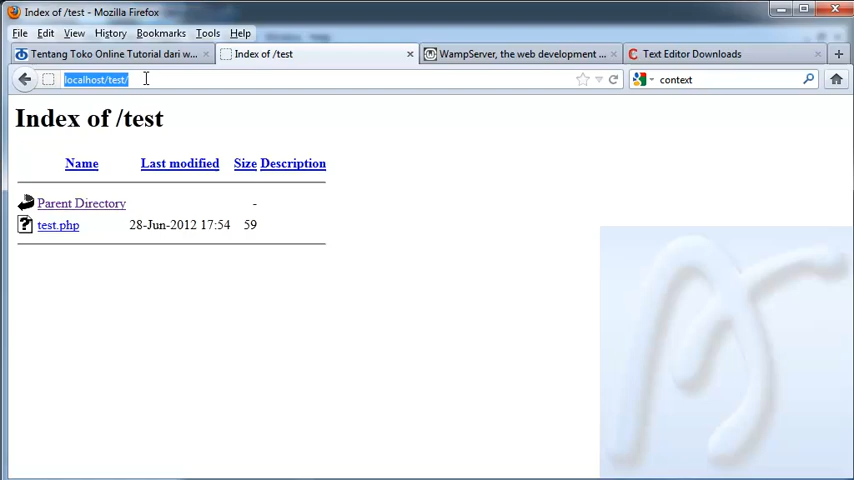 Index of /test - Mozilla Firefox
File Edit View History Bookmarks Tools Help
Tentang Toko Online Tutorial dari w... × Index of /test × WampServer, the web development ... × Text Editor Downloads × +
localhost/test/ context
Index of /test
Name Last modified Size Description
Parent Directory -
test.php 28-Jun-2012 17:54 59